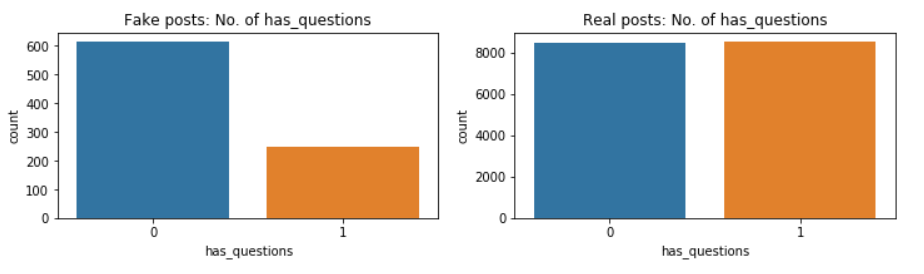 Fake posts: No. of has_questions
600
500
400
300
200
100
0
count
0 1
has_questions
Real posts: No. of has_questions
8000
6000
4000
2000
0
count
0 1
has_questions